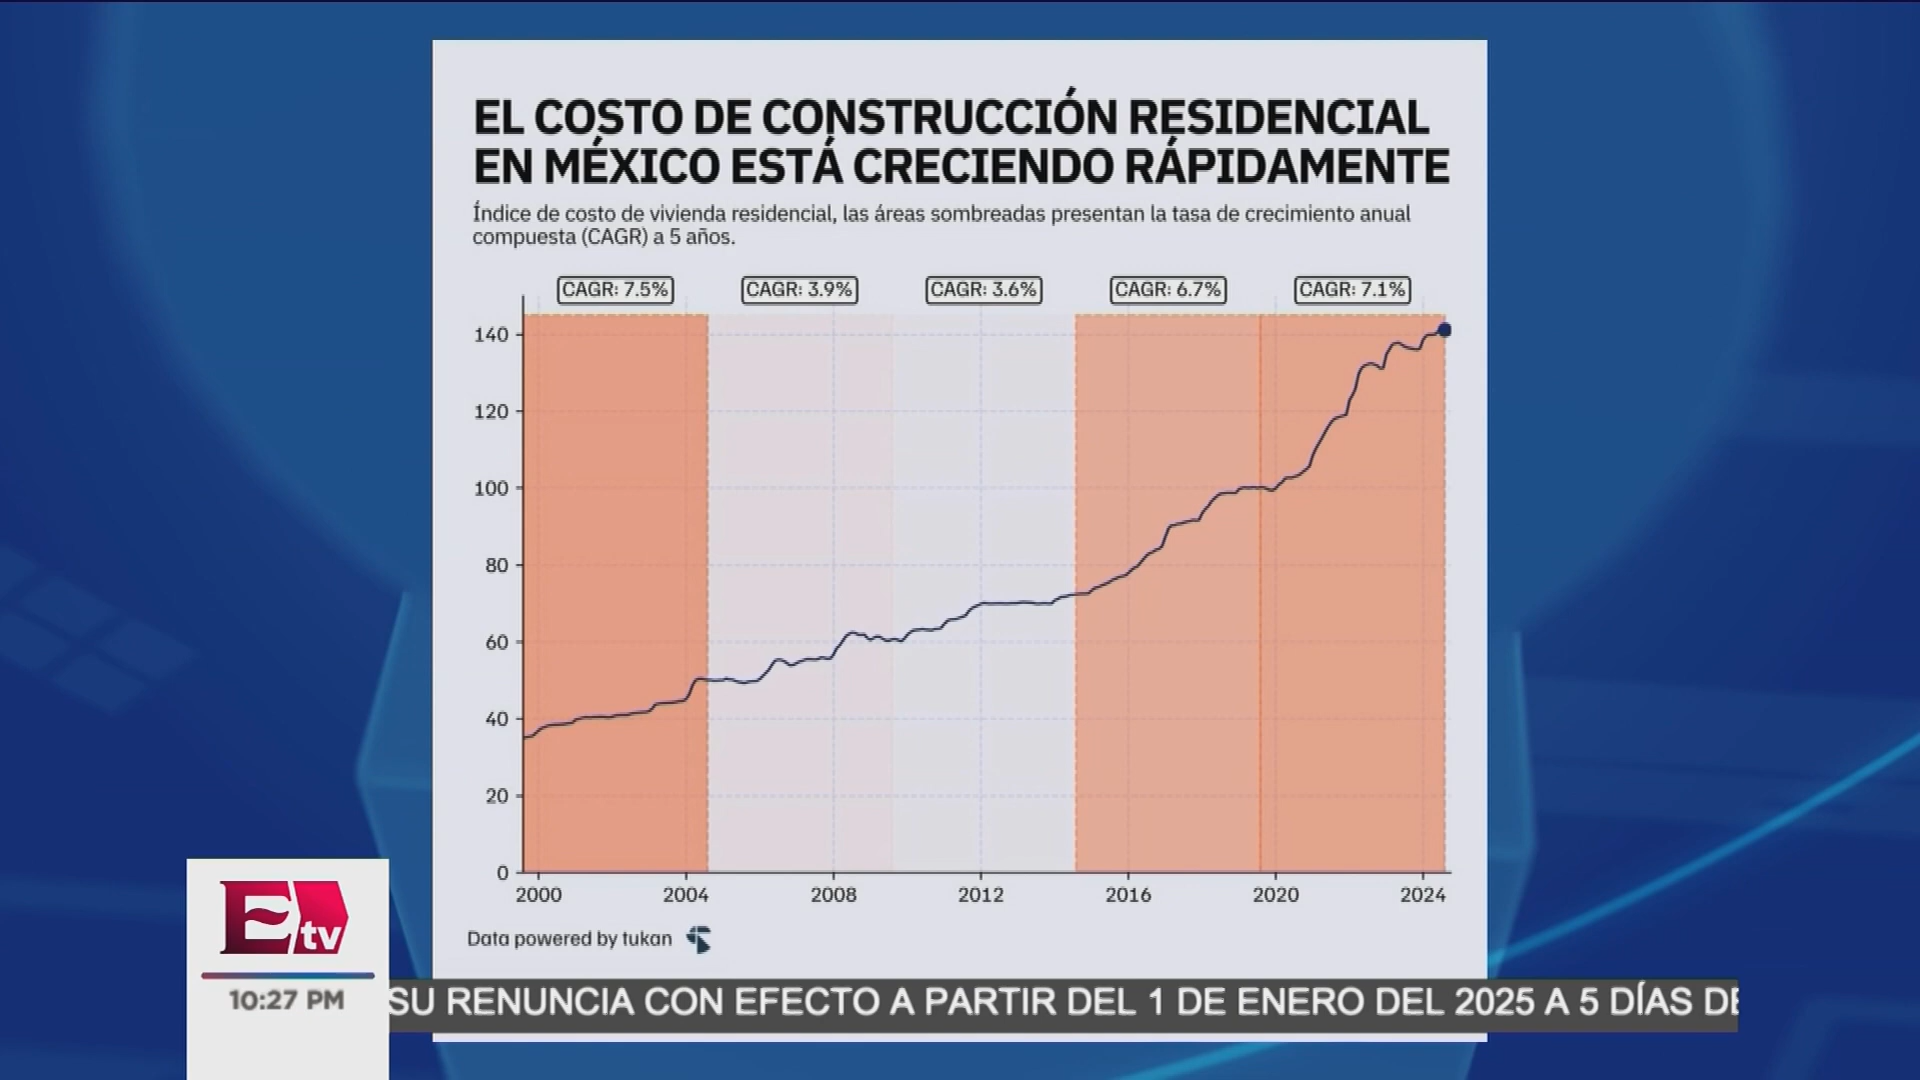 EL COSTO DE CONSTRUCCIÓN RESIDENCIAL
EN MÉXICO ESTÁ CRECIENDO RÁPIDAMENTE
Índice de costo de vivienda residencial, las áreas sombreadas presentan la tasa de crecimiento anual
compuesta (CAGR) a 5 años.
CAGR: 7.5% CAGR: 3.9% CAGR: 3.6% CAGR: 6.7% CAGR: 7.1%
140
120
100
80
60
40
20
0
2000 2004 2008 2012 2016 2020 2024
Data powered by tukan
E tv
10:27 PM
SU RENUNCIA CON EFECTO A PARTIR DEL 1 DE ENERO DEL 2025 A 5 DÍAS DE